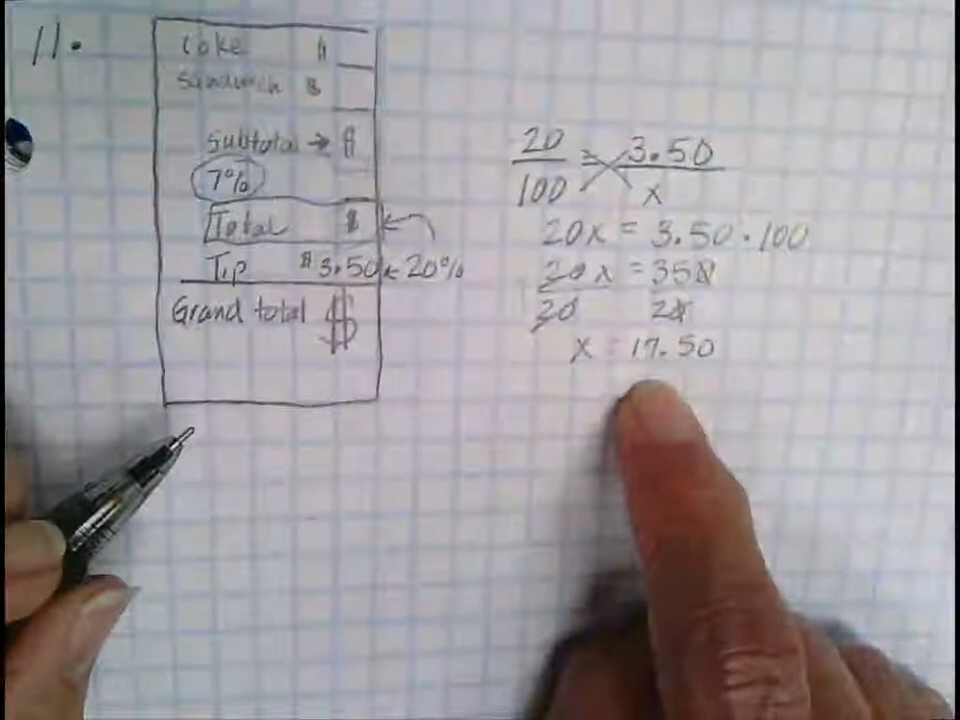 11.
Coke $
Sandwich $
Subtotal → $
7%
Total $
Tip $3.50 ← 20%
Grand total $
20/100 = 3.50/x
20x = 3.50 · 100
20x = 350
20 20
x = 17.50